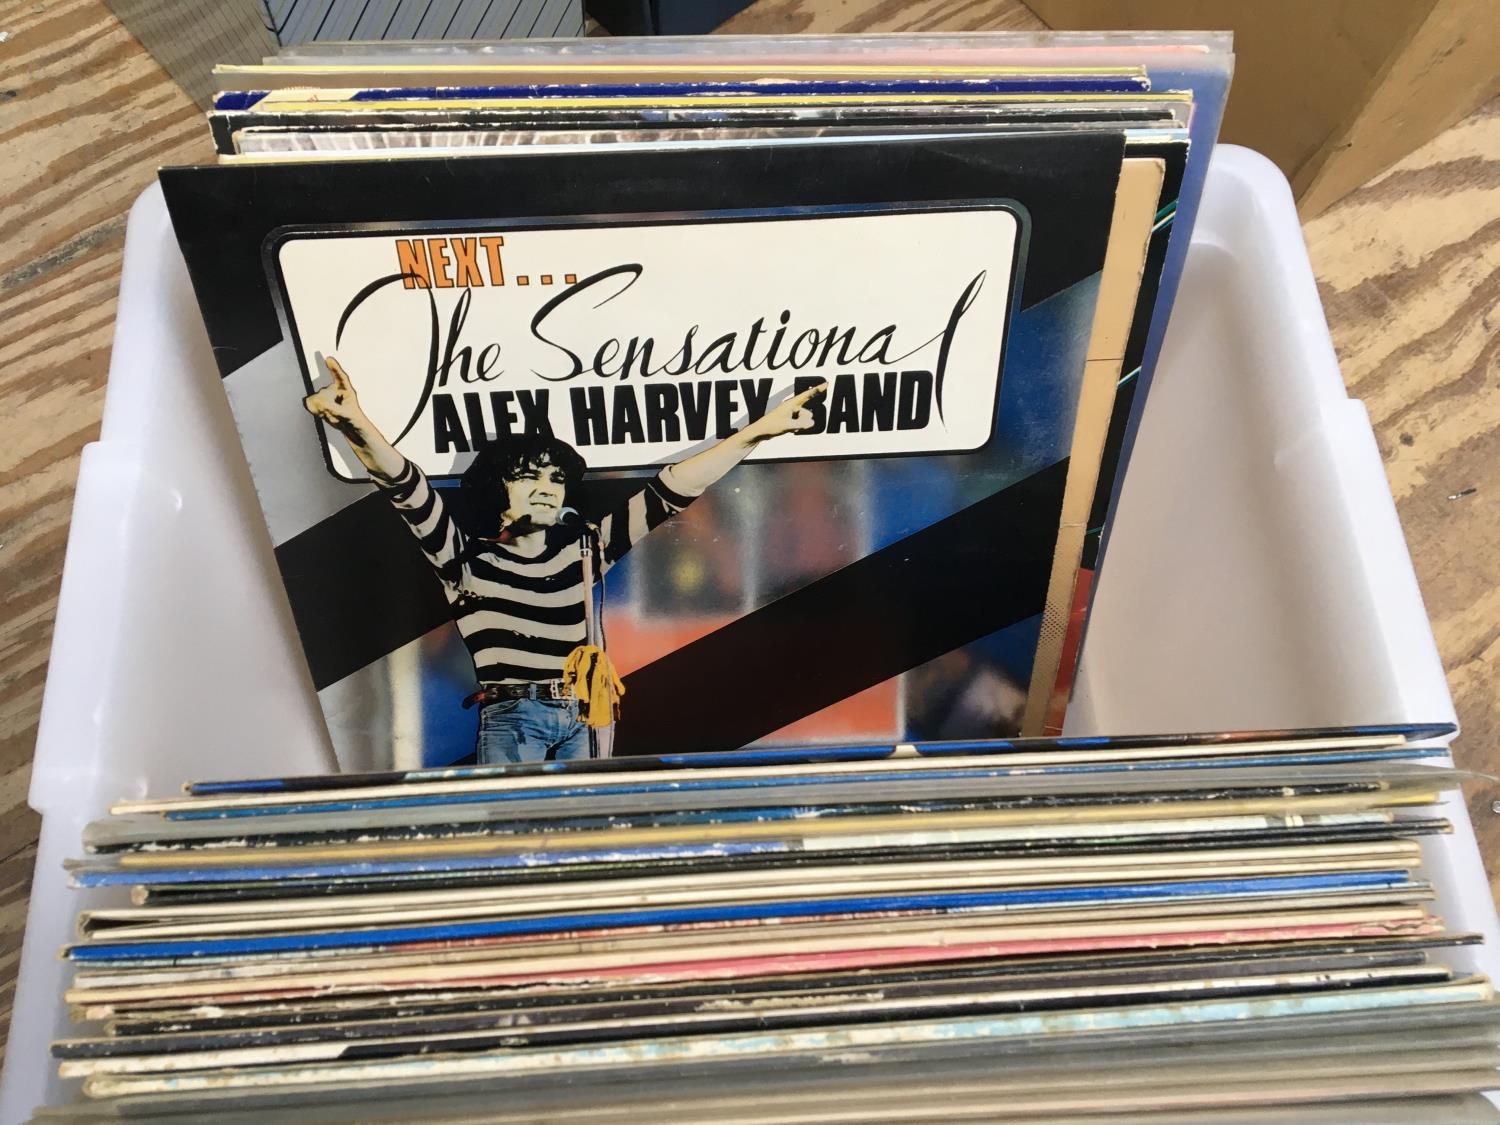 NEXT...
The Sensational
ALEX HARVEY BAND